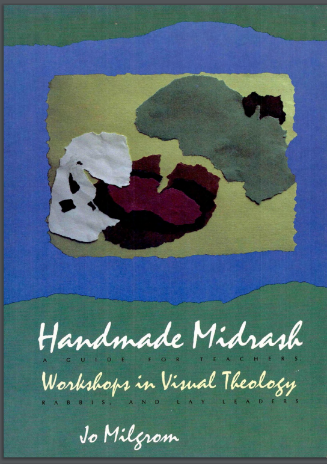 Handmade Midrash
A GUIDE FOR TEACHERS
Workshops in Visual Theology
RABBIS, AND LAY LEADERS
Jo Milgrom